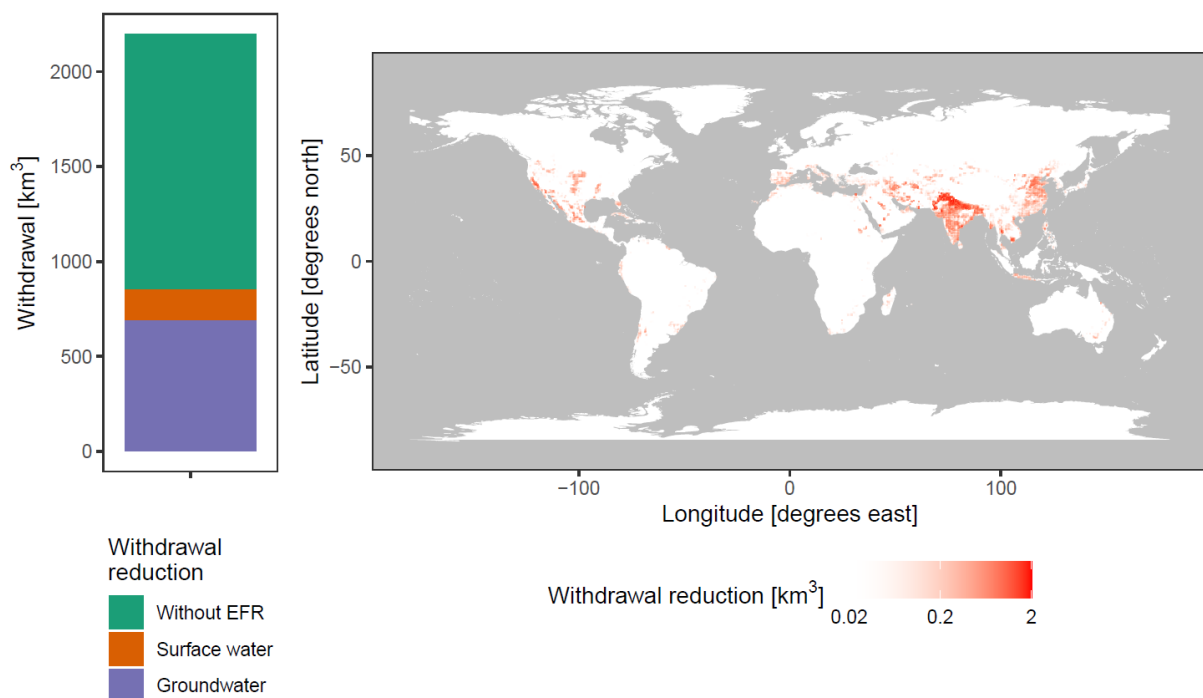 Withdrawal [km³]
2000
1500
1000
500
0
Withdrawal
reduction
Without EFR
Surface water
Groundwater
Latitude [degrees north]
50
0
−50
−100
0
100
Longitude [degrees east]
Withdrawal reduction [km³]
0.02
0.2
2